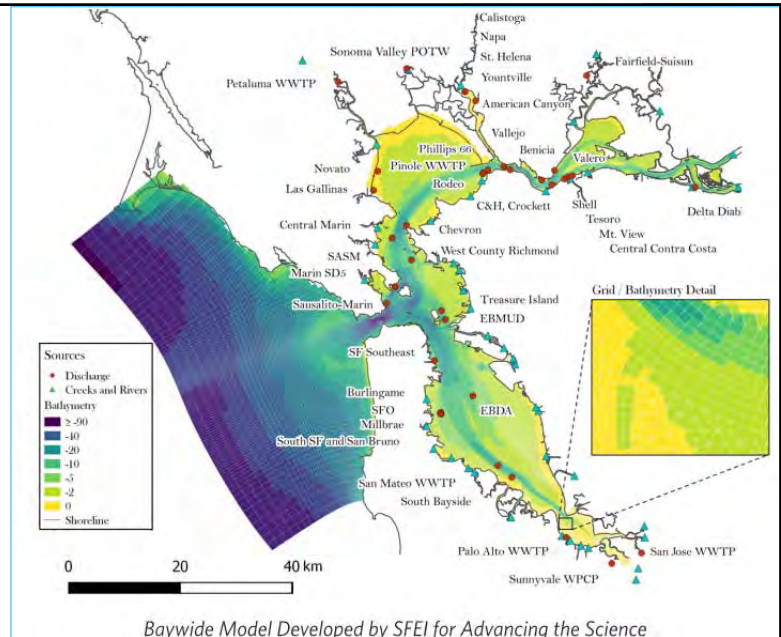 Calistoga
Napa
Sonoma Valley POTW
St. Helena
Fairfield-Suisun
Petaluma WWTP
Yountville
American Canyon
Vallejo
Benicia
Phillips 66
Valero
Pinole WWTP
Novato
Rodeo
Las Gallinas
C&H, Crockett
Shell
Delta Diab
Tesoro
Mt. View
Central Contra Costa
Central Marin
Chevron
SASM
West County Richmond
Marin SD5
Treasure Island
Grid / Bathymetry Detail
Sausalito-Marin
EBMUD
SF Southeast
Sources
Discharge
Creeks and Rivers
Bathymetry
≥ -90
-40
-20
-10
-5
-2
0
Shoreline
Burlingame
SFO
EBDA
Millbrae
South SF and San Bruno
San Mateo WWTP
South Bayside
Palo Alto WWTP
San Jose WWTP
Sunnyvale WPCP
0 20 40 km
Baywide Model Developed by SFEI for Advancing the Science